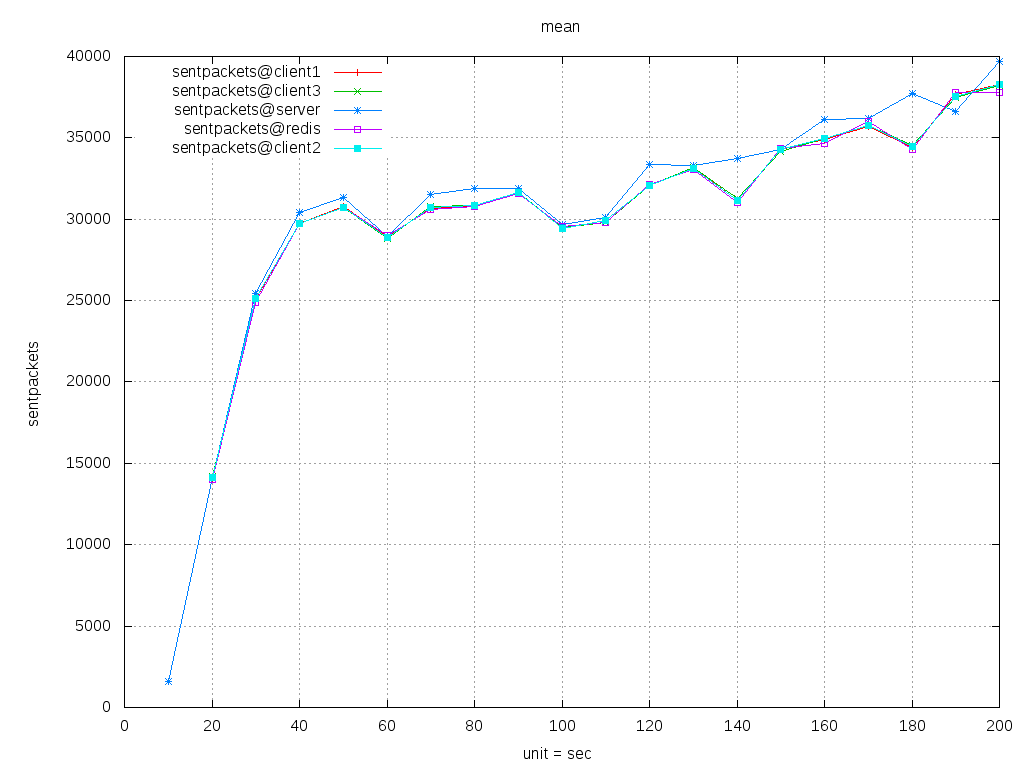 mean
40000
35000
30000
25000
20000
15000
10000
5000
0
sentpackets
sentpackets@client1
sentpackets@client3
sentpackets@server
sentpackets@redis
sentpackets@client2
0 20 40 60 80 100 120 140 160 180 200
unit = sec